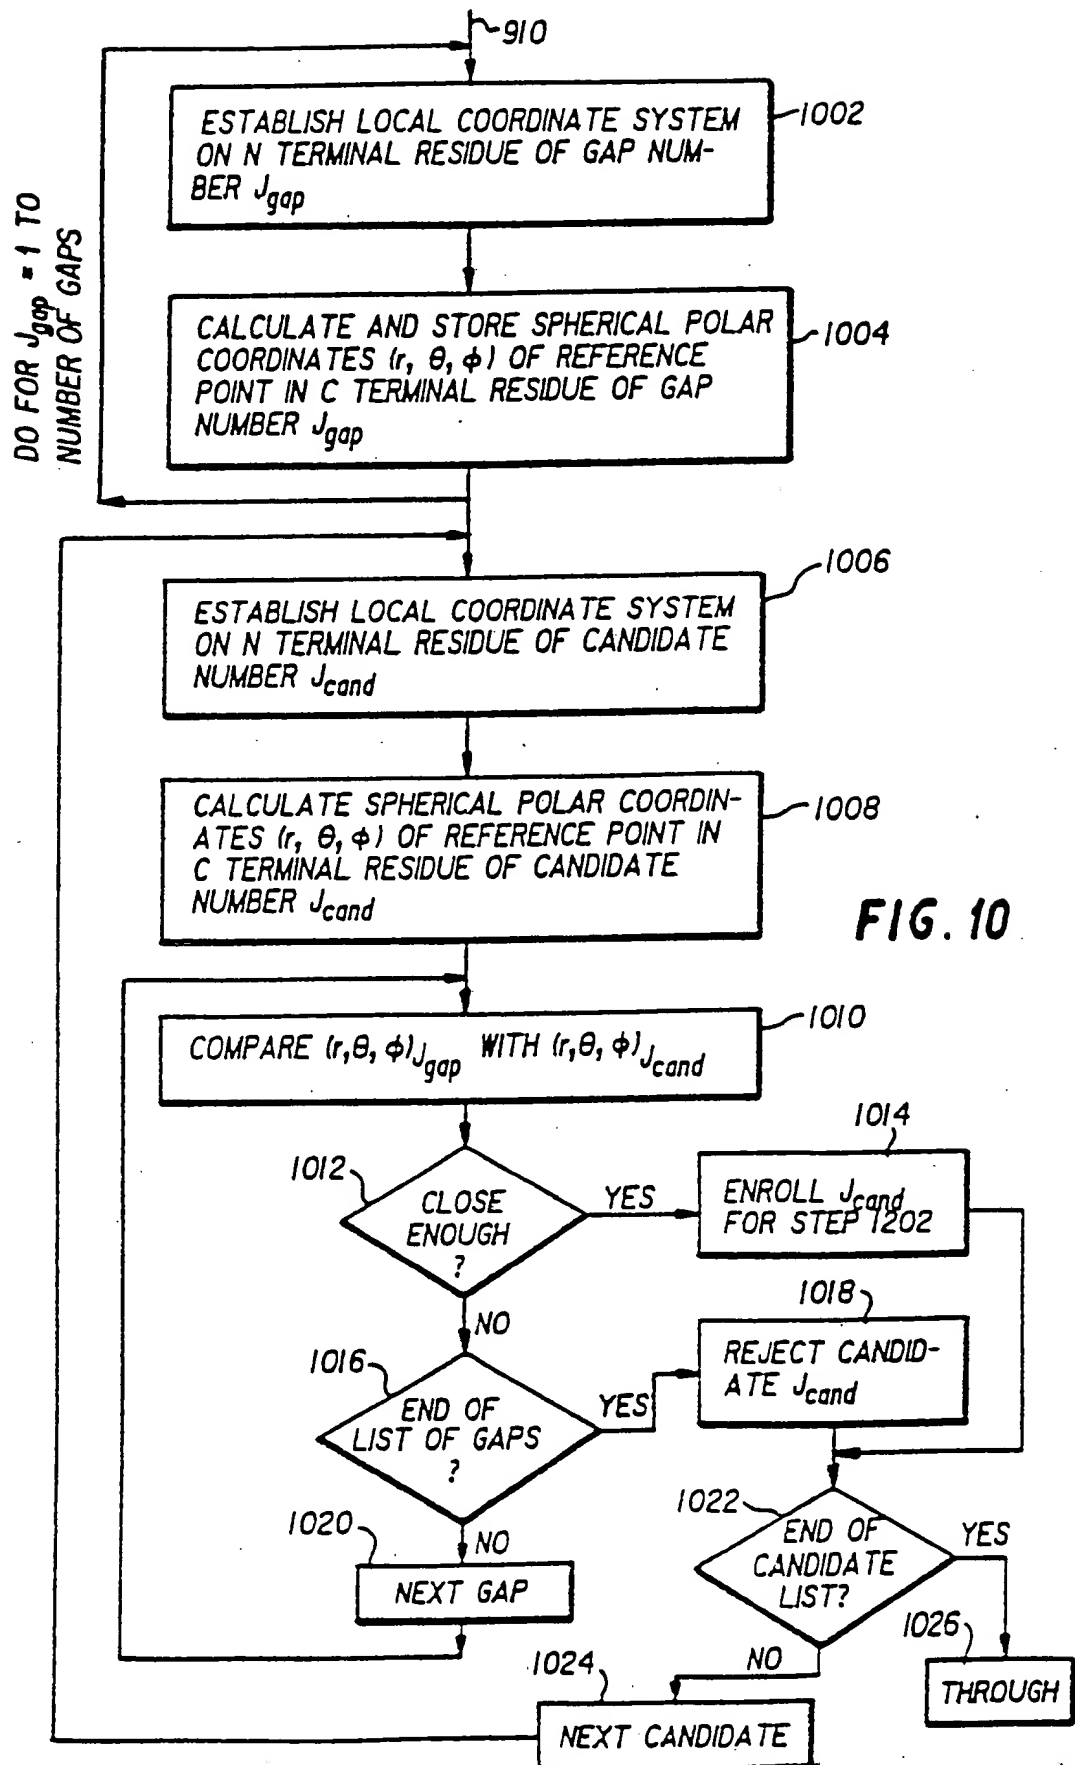 910
ESTABLISH LOCAL COORDINATE SYSTEM
ON N TERMINAL RESIDUE OF GAP NUM-
BER Jgap
1002
DO FOR Jgap = 1 TO
NUMBER OF GAPS
CALCULATE AND STORE SPHERICAL POLAR
COORDINATES (r, θ, ϕ) OF REFERENCE
POINT IN C TERMINAL RESIDUE OF GAP
NUMBER Jgap
1004
ESTABLISH LOCAL COORDINATE SYSTEM
ON N TERMINAL RESIDUE OF CANDIDATE
NUMBER Jcand
1006
CALCULATE SPHERICAL POLAR COORDIN-
ATES (r, θ, ϕ) OF REFERENCE POINT IN
C TERMINAL RESIDUE OF CANDIDATE
NUMBER Jcand
1008
FIG. 10
COMPARE (r,θ, ϕ)Jgap WITH (r,θ, ϕ)Jcand
1010
1012
CLOSE
ENOUGH
?
YES
1014
ENROLL Jcand
FOR STEP 1202
NO
1016
END OF
LIST OF GAPS
?
YES
1018
REJECT CANDID-
ATE Jcand
NO
1020
NEXT GAP
1022
END OF
CANDIDATE
LIST?
YES
1026
THROUGH
NO
1024
NEXT CANDIDATE